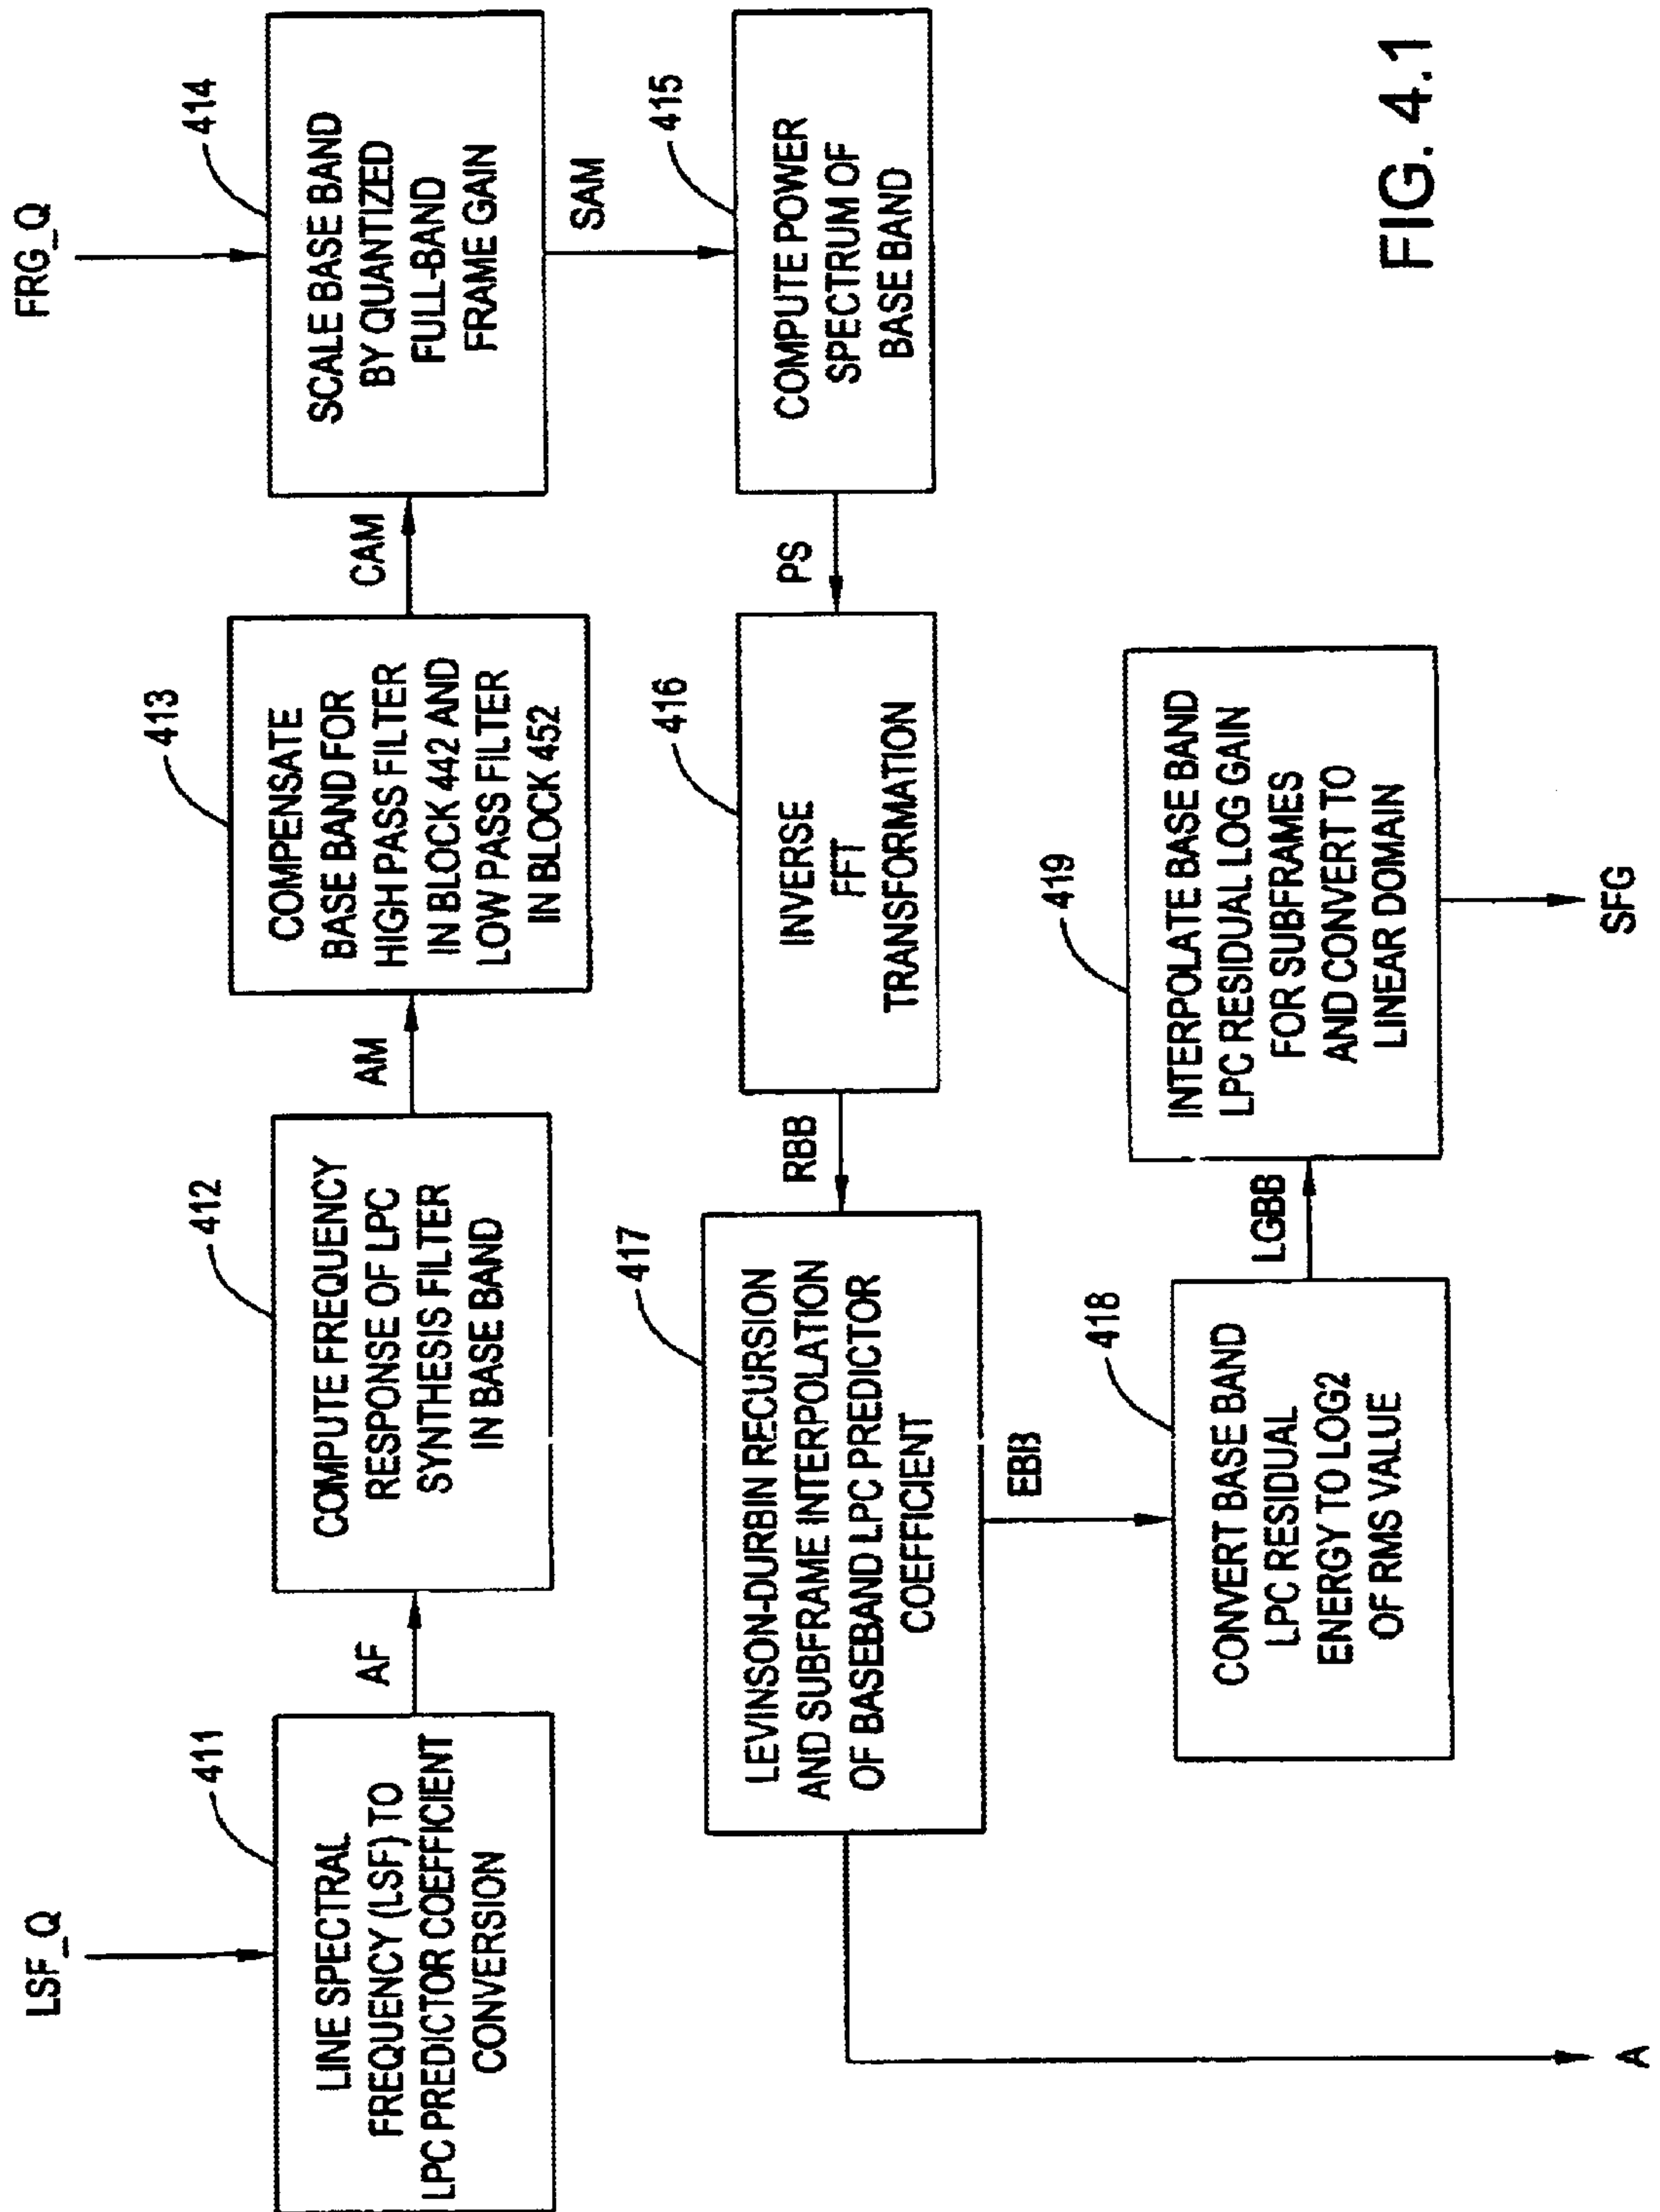 LSF_Q
411
LINE SPECTRAL
FREQUENCY (LSF) TO
LPC PREDICTOR COEFFICIENT
CONVERSION
AF
412
COMPUTE FREQUENCY
RESPONSE OF LPC
SYNTHESIS FILTER
IN BASE BAND
AM
413
COMPENSATE
BASE BAND FOR
HIGH PASS FILTER
IN BLOCK 442 AND
LOW PASS FILTER
IN BLOCK 452
CAM
FRG_Q
414
SCALE BASE BAND
BY QUANTIZED
FULL-BAND
FRAME GAIN
SAM
415
COMPUTE POWER
SPECTRUM OF
BASE BAND
PS
416
INVERSE
FFT
TRANSFORMATION
RBB
417
LEVINSON-DURBIN RECURSION
AND SUBFRAME INTERPOLATION
OF BASEBAND LPC PREDICTOR
COEFFICIENT
EBB
418
CONVERT BASE BAND
LPC RESIDUAL
ENERGY TO LOG2
OF RMS VALUE
LGBB
419
INTERPOLATE BASE BAND
LPC RESIDUAL LOG GAIN
FOR SUBFRAMES
AND CONVERT TO
LINEAR DOMAIN
SFG
A
FIG. 4.1